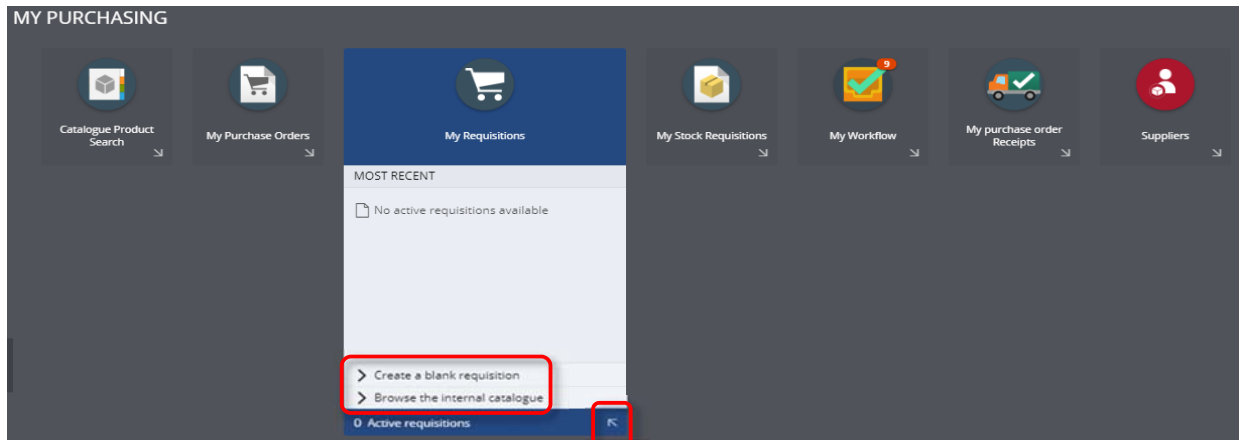 MY PURCHASING
9
Catalogue Product
Search
My Purchase Orders
My Requisitions
My Stock Requisitions
My Workflow
My purchase order
Receipts
Suppliers
MOST RECENT
No active requisitions available
Create a blank requisition
Browse the internal catalogue
0 Active requisitions